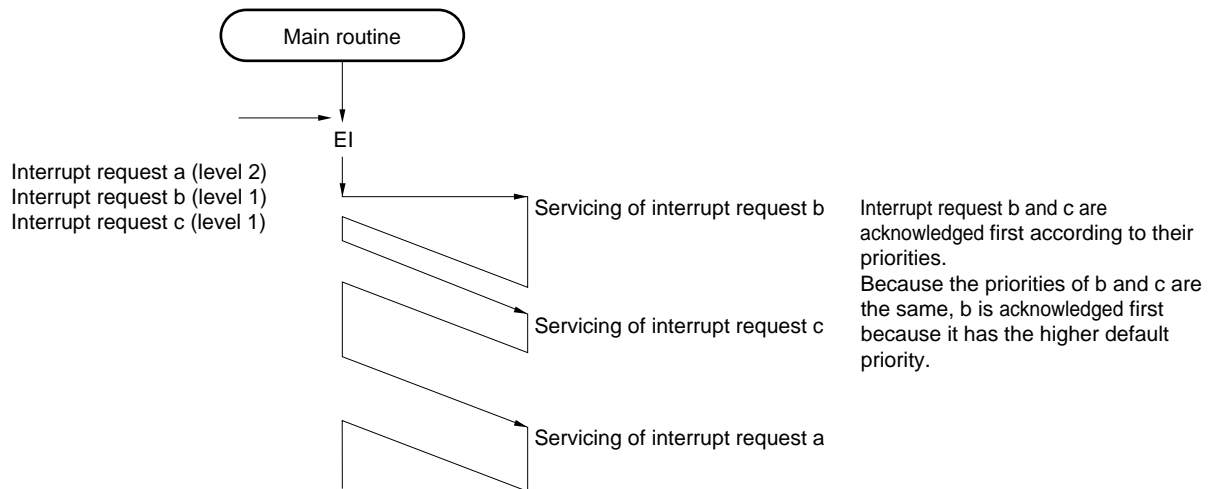 Main routine
EI
Interrupt request a (level 2)
Interrupt request b (level 1)
Interrupt request c (level 1)
Servicing of interrupt request b
Interrupt request b and c are
acknowledged first according to their
priorities.
Because the priorities of b and c are
the same, b is acknowledged first
because it has the higher default
priority.
Servicing of interrupt request c
Servicing of interrupt request a